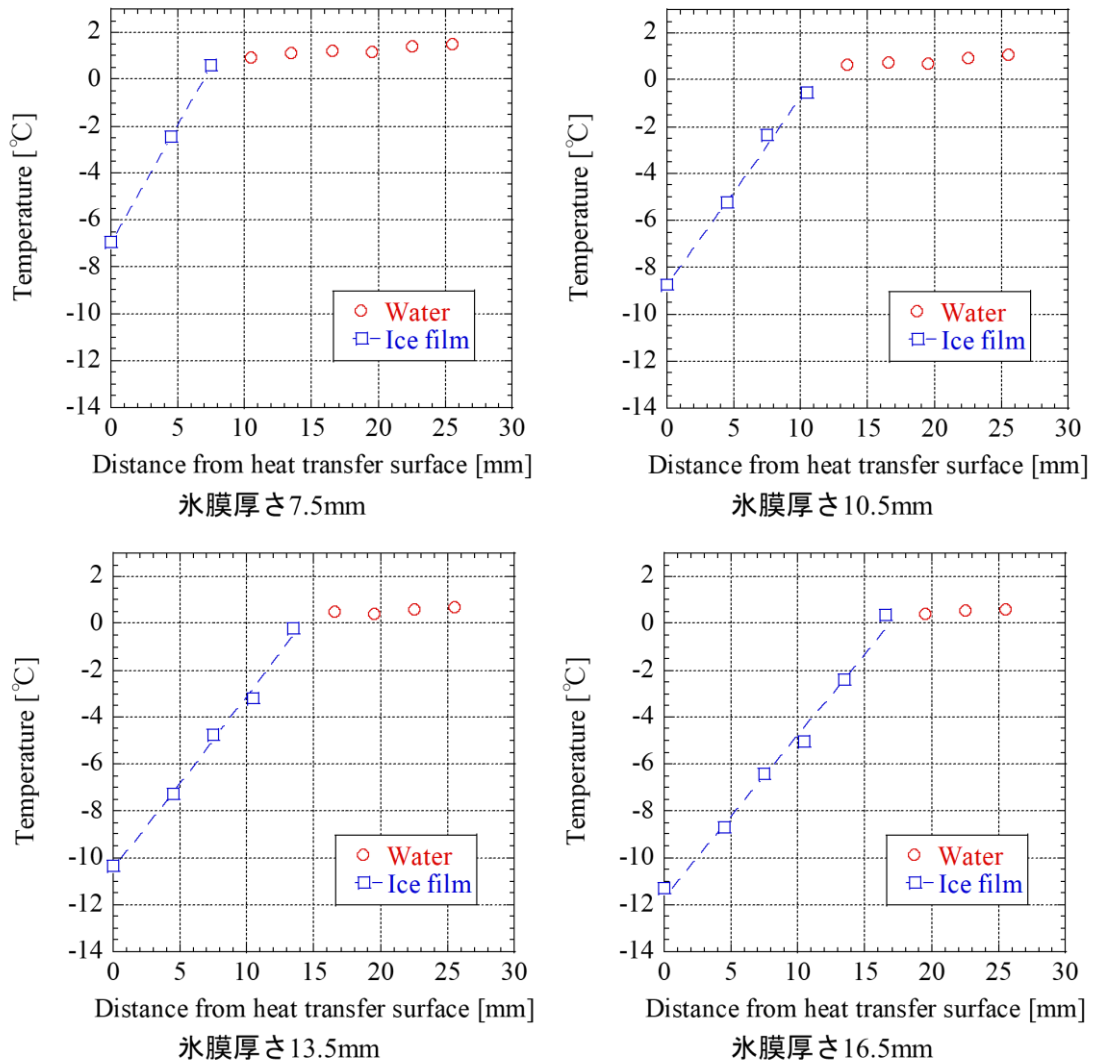 2
0
-2
-4
-6
-8
-10
-12
-14
Temperature [℃]
Water
Ice film
0 5 10 15 20 25 30
Distance from heat transfer surface [mm]
氷膜厚さ7.5mm
2
0
-2
-4
-6
-8
-10
-12
-14
Temperature [℃]
Water
Ice film
0 5 10 15 20 25 30
Distance from heat transfer surface [mm]
氷膜厚さ10.5mm
2
0
-2
-4
-6
-8
-10
-12
-14
Temperature [℃]
Water
Ice film
0 5 10 15 20 25 30
Distance from heat transfer surface [mm]
氷膜厚さ13.5mm
2
0
-2
-4
-6
-8
-10
-12
-14
Temperature [℃]
Water
Ice film
0 5 10 15 20 25 30
Distance from heat transfer surface [mm]
氷膜厚さ16.5mm